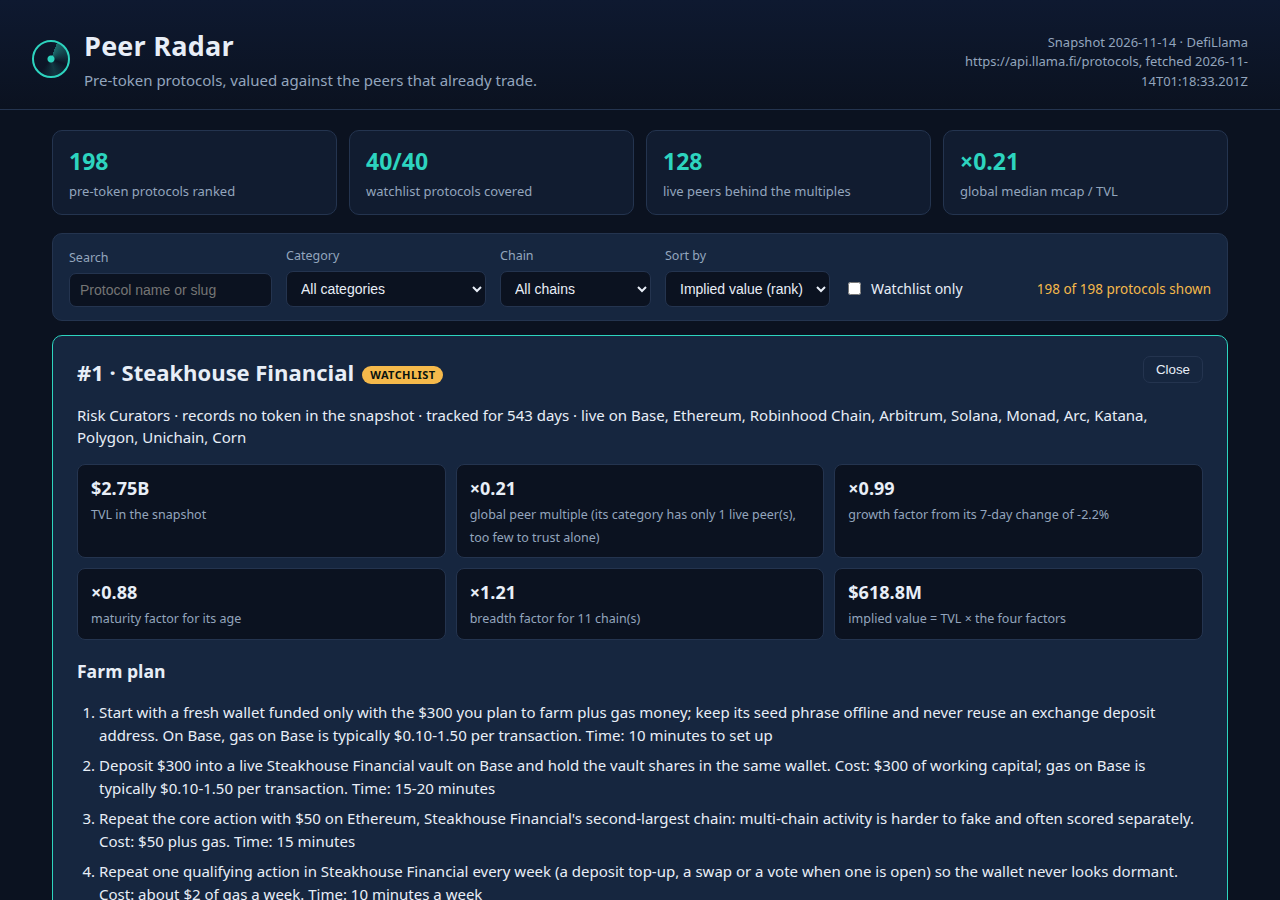 Peer Radar
Pre-token protocols, valued against the peers that already trade.
Snapshot 2026-11-14 · DefiLlama
https://api.llama.fi/protocols, fetched 2026-11-
14T01:18:33.201Z
198
pre-token protocols ranked
40/40
watchlist protocols covered
128
live peers behind the multiples
×0.21
global median mcap / TVL
Search
Protocol name or slug
Category
All categories
Chain
All chains
Sort by
Implied value (rank)
Watchlist only
198 of 198 protocols shown
#1 · Steakhouse Financial WATCHLIST
Close
Risk Curators · records no token in the snapshot · tracked for 543 days · live on Base, Ethereum, Robinhood Chain, Arbitrum, Solana, Monad, Arc, Katana,
Polygon, Unichain, Corn
$2.75B
TVL in the snapshot
×0.21
global peer multiple (its category has only 1 live peer(s),
too few to trust alone)
×0.99
growth factor from its 7-day change of -2.2%
×0.88
maturity factor for its age
×1.21
breadth factor for 11 chain(s)
$618.8M
implied value = TVL × the four factors
Farm plan
1. Start with a fresh wallet funded only with the $300 you plan to farm plus gas money; keep its seed phrase offline and never reuse an exchange deposit
address. On Base, gas on Base is typically $0.10-1.50 per transaction. Time: 10 minutes to set up
2. Deposit $300 into a live Steakhouse Financial vault on Base and hold the vault shares in the same wallet. Cost: $300 of working capital; gas on Base is
typically $0.10-1.50 per transaction. Time: 15-20 minutes
3. Repeat the core action with $50 on Ethereum, Steakhouse Financial's second-largest chain: multi-chain activity is harder to fake and often scored separately.
Cost: $50 plus gas. Time: 15 minutes
4. Repeat one qualifying action in Steakhouse Financial every week (a deposit top-up, a swap or a vote when one is open) so the wallet never looks dormant.
Cost: about $2 of gas a week. Time: 10 minutes a week